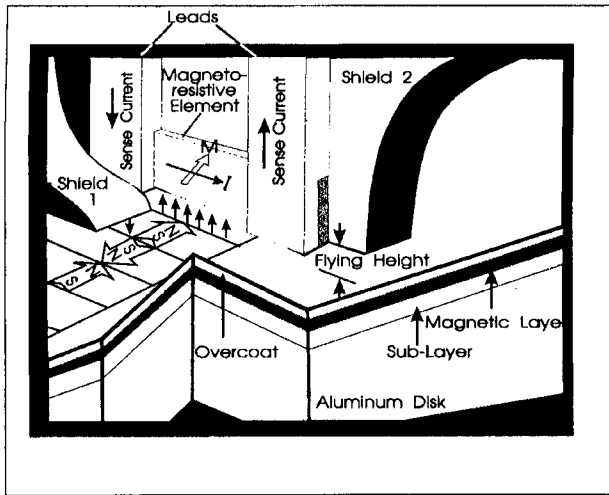 Leads
Magneto-
resistive
Element
Shield 2
Sense Current
Sense Current
M
I
Shield
1
N
S
S
N
N
S
Flying Height
Magnetic Laye
Sub-Layer
Overcoat
Aluminum Disk